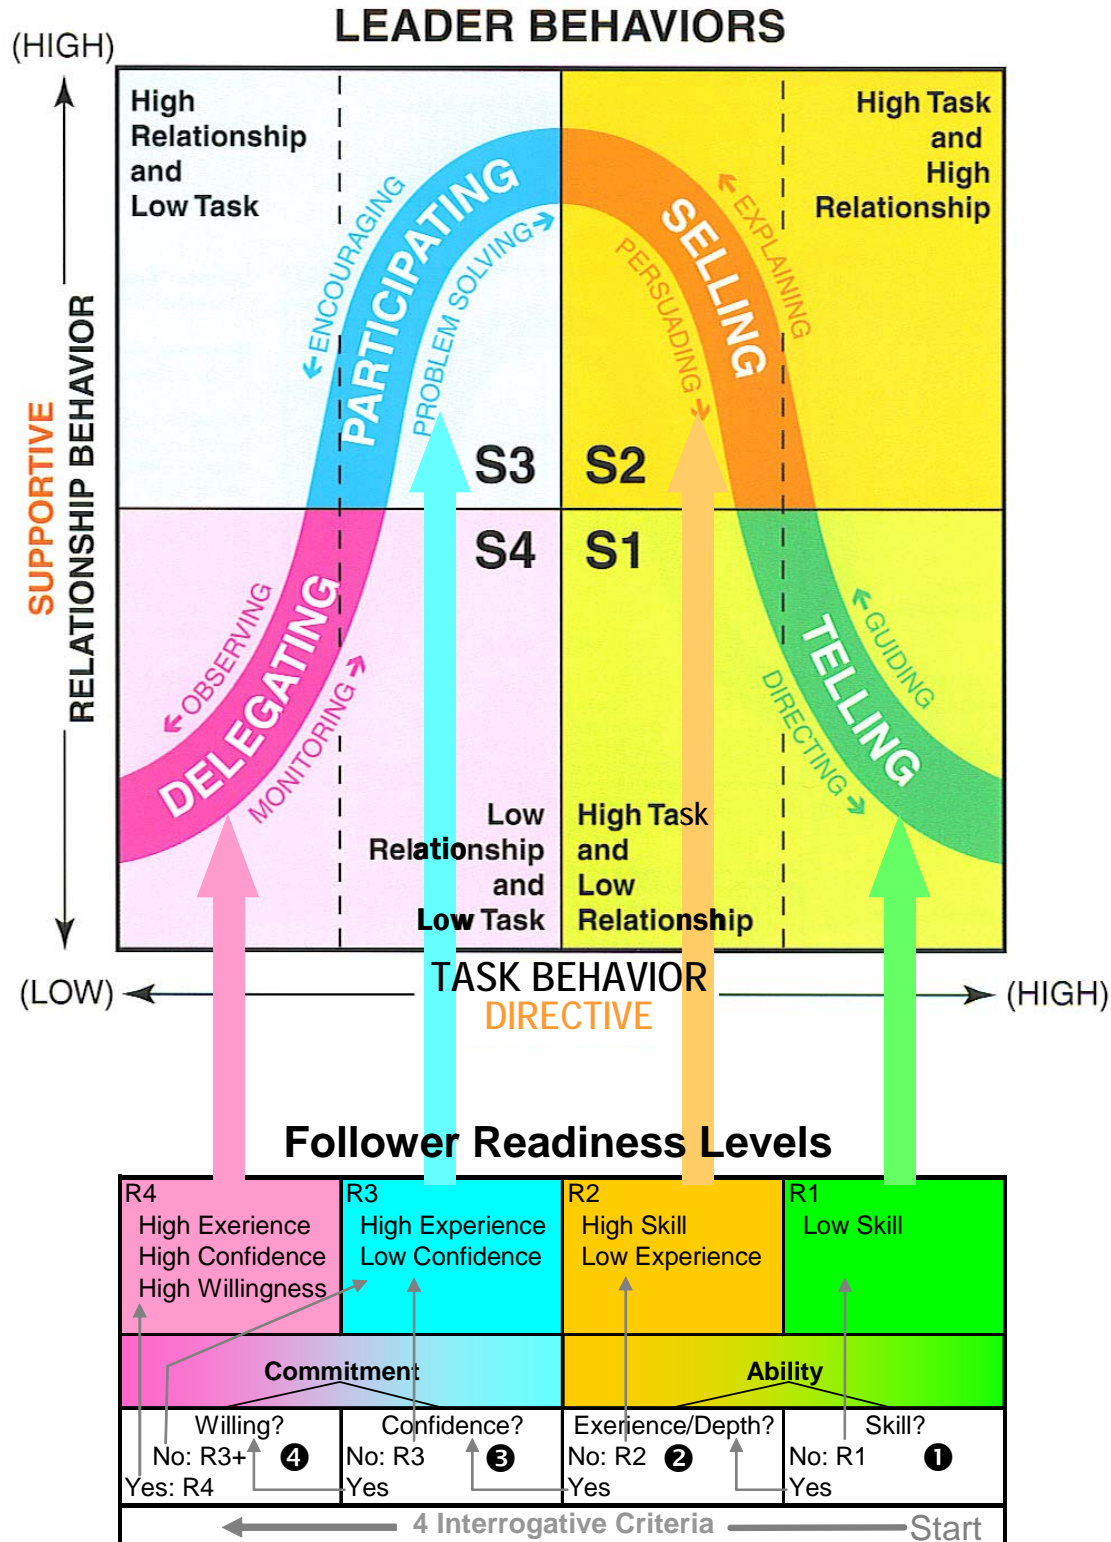 LEADER BEHAVIORS
(HIGH)
High
Relationship
and
Low Task
High Task
and
High
Relationship
ENCOURAGING
PARTICIPATING
PROBLEM SOLVING
SELLING
EXPLAINING
PERSUADING
SUPPORTIVE
RELATIONSHIP BEHAVIOR
S3
S2
S4
S1
OBSERVING
DELEGATING
MONITORING
GUIDING
TELLING
DIRECTING
Low
Relationship
and
Low Task
High Task
and
Low
Relationship
(LOW)
TASK BEHAVIOR
DIRECTIVE
(HIGH)
Follower Readiness Levels
R4
High Exerience
High Confidence
High Willingness
R3
High Experience
Low Confidence
R2
High Skill
Low Experience
R1
Low Skill
Commitment
Ability
Willing?
No: R3+ ❹
Yes: R4
Confidence?
No: R3 ❸
Yes
Exerience/Depth?
No: R2 ❷
Yes
Skill?
No: R1 ❶
Yes
4 Interrogative Criteria
Start